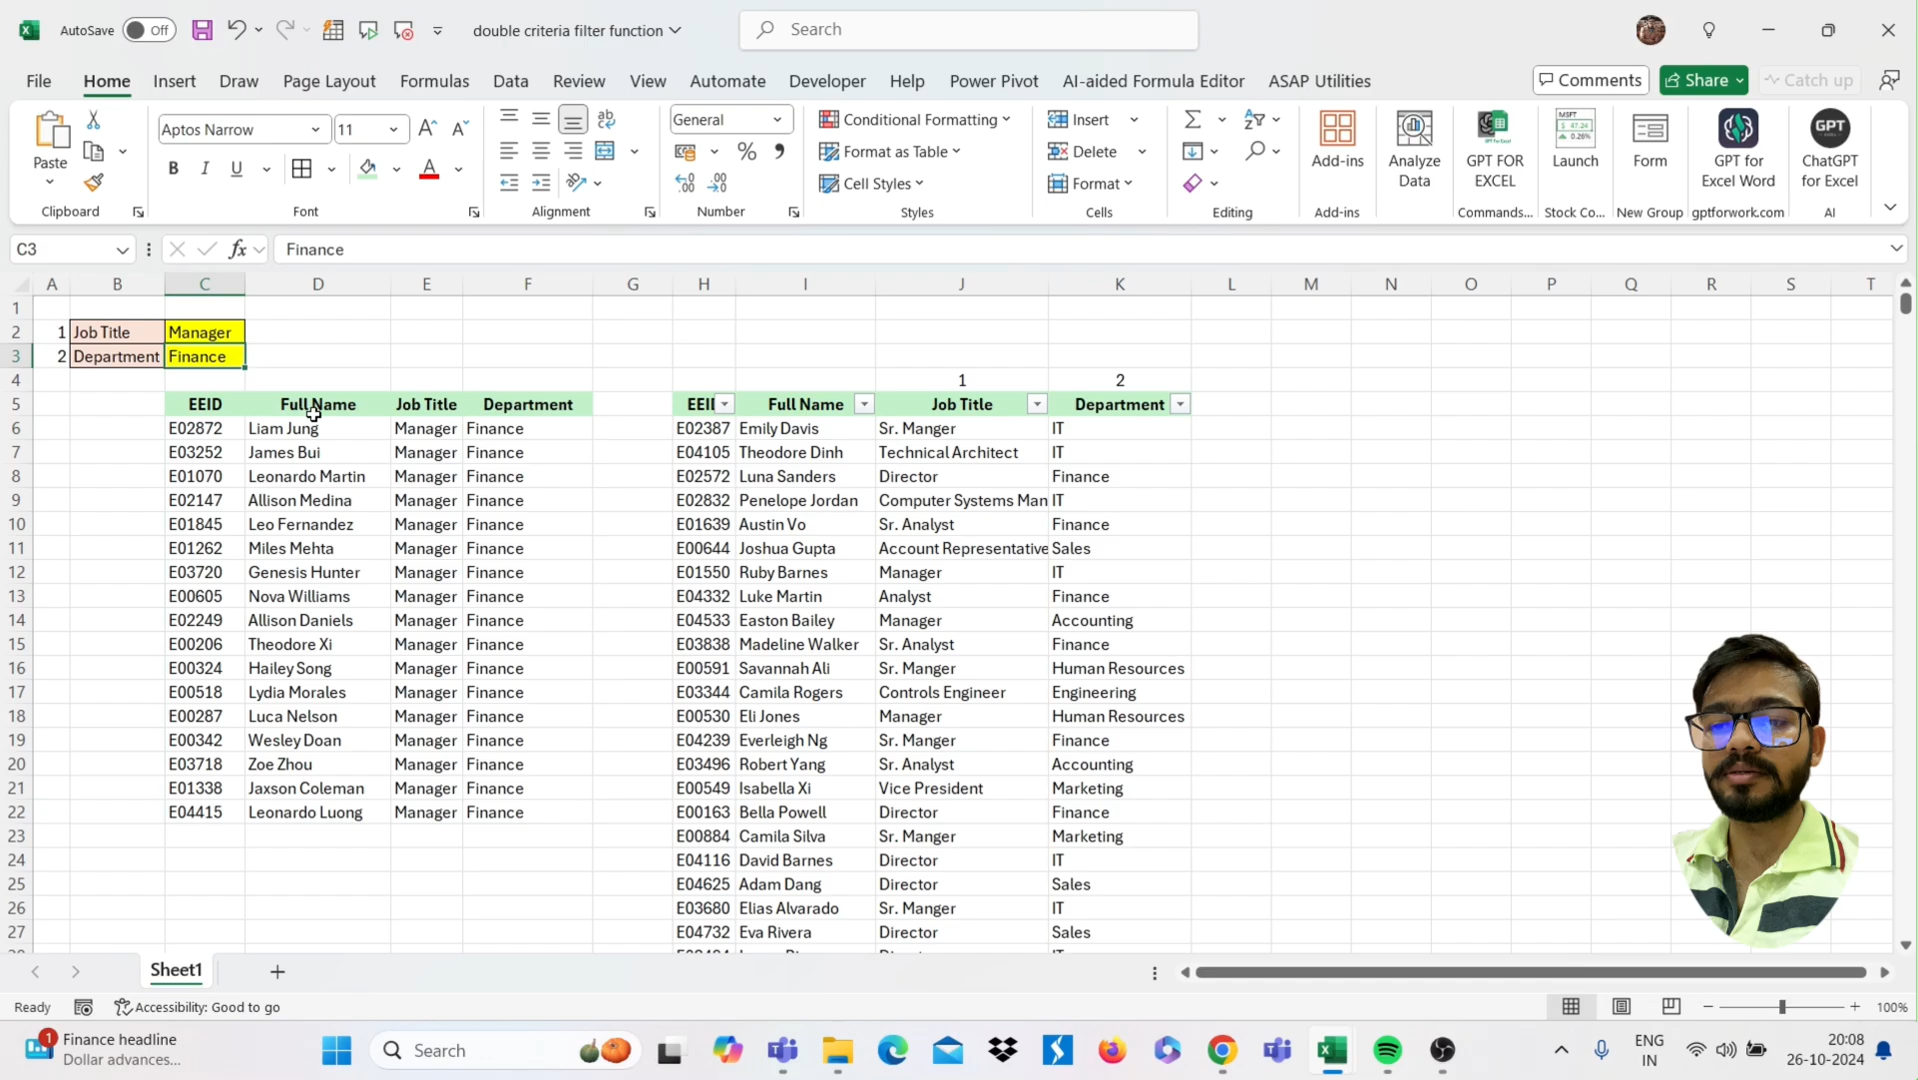 AutoSave Off double criteria filter function Search
File Home Insert Draw Page Layout Formulas Data Review View Automate Developer Help Power Pivot AI-aided Formula Editor ASAP Utilities Comments Share Catch up
Paste Aptos Narrow 11 General Conditional Formatting Format as Table Cell Styles Insert Delete Format Add-ins Analyze Data GPT FOR EXCEL Launch Form GPT for Excel Word ChatGPT for Excel
Clipboard Font Alignment Number Styles Cells Editing Add-ins Commands... Stock Co... New Group gptforwork.com AI
C3 fx Finance
A B C D E F G H I J K L M N O P Q R S T
1
2 1 Job Title Manager
3 2 Department Finance
4 1 2
5 EEID Full Name Job Title Department EEI Full Name Job Title Department
6 E02872 Liam Jung Manager Finance E02387 Emily Davis Sr. Manger IT
7 E03252 James Bui Manager Finance E04105 Theodore Dinh Technical Architect IT
8 E01070 Leonardo Martin Manager Finance E02572 Luna Sanders Director Finance
9 E02147 Allison Medina Manager Finance E02832 Penelope Jordan Computer Systems Man IT
10 E01845 Leo Fernandez Manager Finance E01639 Austin Vo Sr. Analyst Finance
11 E01262 Miles Mehta Manager Finance E00644 Joshua Gupta Account Representative Sales
12 E03720 Genesis Hunter Manager Finance E01550 Ruby Barnes Manager IT
13 E00605 Nova Williams Manager Finance E04332 Luke Martin Analyst Finance
14 E02249 Allison Daniels Manager Finance E04533 Easton Bailey Manager Accounting
15 E00206 Theodore Xi Manager Finance E03838 Madeline Walker Sr. Analyst Finance
16 E00324 Hailey Song Manager Finance E00591 Savannah Ali Sr. Manger Human Resources
17 E00518 Lydia Morales Manager Finance E03344 Camila Rogers Controls Engineer Engineering
18 E00287 Luca Nelson Manager Finance E00530 Eli Jones Manager Human Resources
19 E00342 Wesley Doan Manager Finance E04239 Everleigh Ng Sr. Manger Finance
20 E03718 Zoe Zhou Manager Finance E03496 Robert Yang Sr. Analyst Accounting
21 E01338 Jaxson Coleman Manager Finance E00549 Isabella Xi Vice President Marketing
22 E04415 Leonardo Luong Manager Finance E00163 Bella Powell Director Finance
23 E00884 Camila Silva Sr. Manger Marketing
24 E04116 David Barnes Director IT
25 E04625 Adam Dang Director Sales
26 E03680 Elias Alvarado Sr. Manger IT
27 E04732 Eva Rivera Director Sales
Sheet1
Ready Accessibility: Good to go 100%
1 Finance headline Dollar advances... Search ENG IN 20:08 26-10-2024